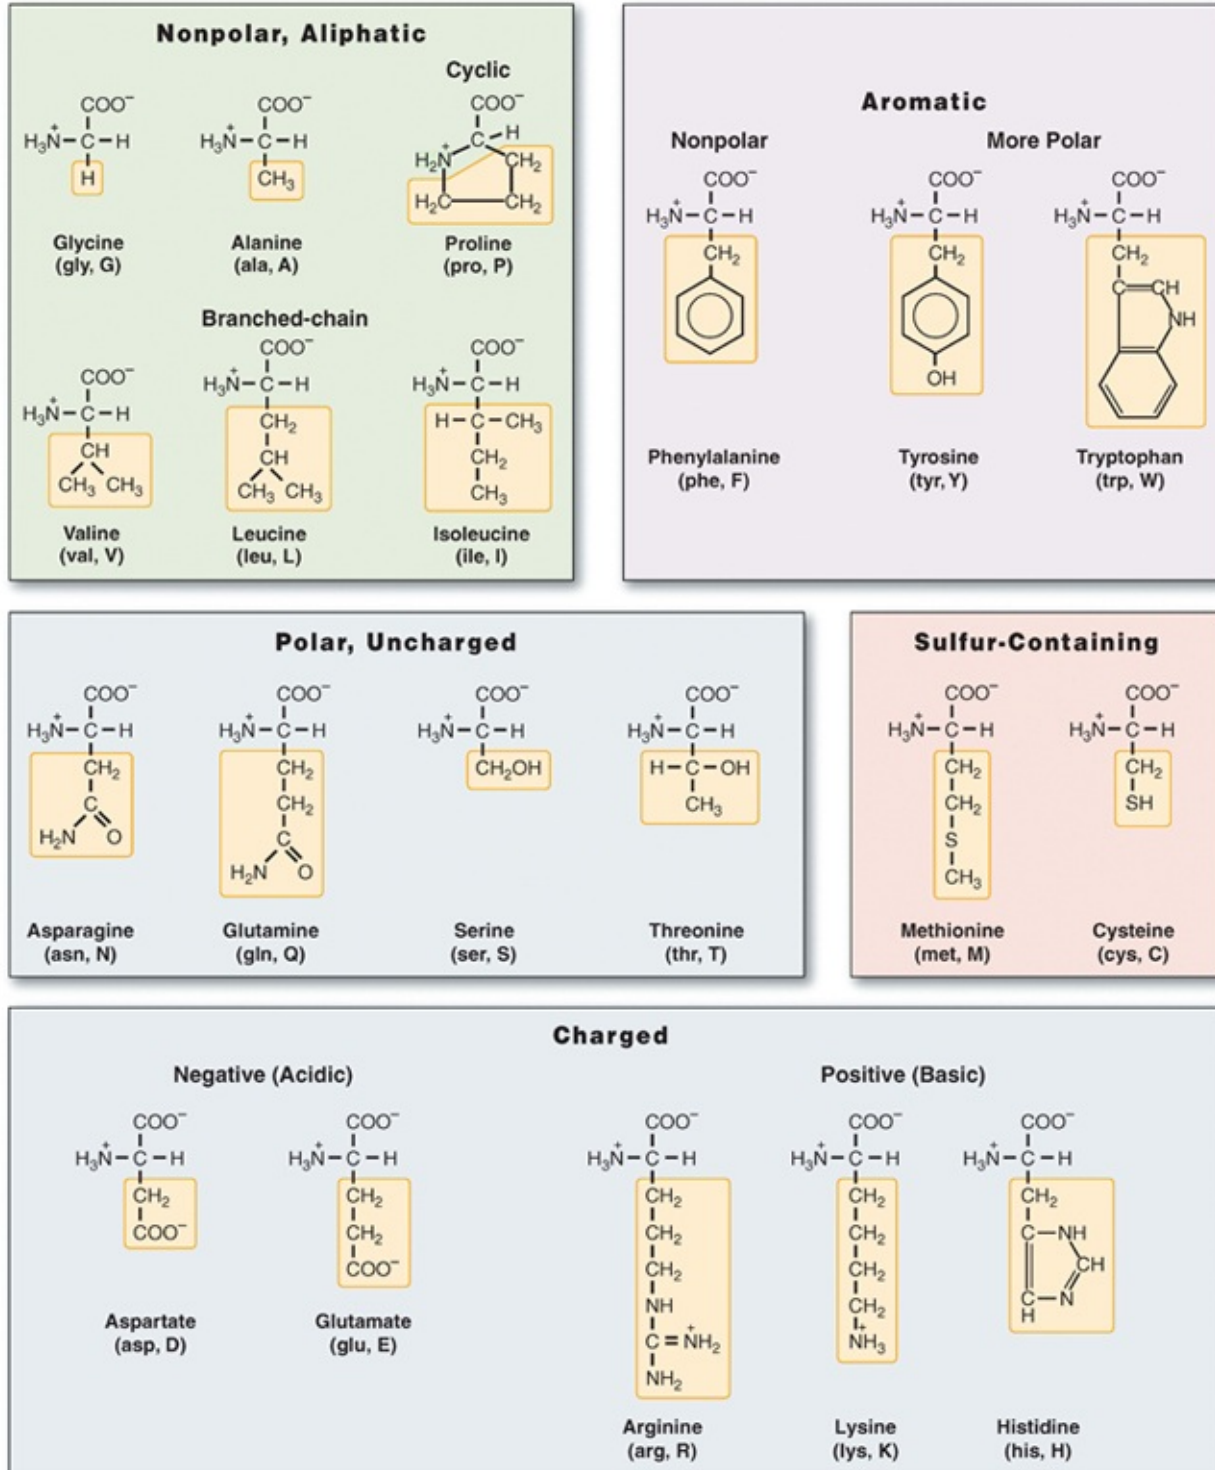 Nonpolar, Aliphatic
Cyclic
COO⁻
H₃N⁺–C–H
H
Glycine
(gly, G)
COO⁻
H₃N⁺–C–H
CH₃
Alanine
(ala, A)
COO⁻
C H
H₂N⁺ CH₂
H₂C CH₂
Proline
(pro, P)
Branched-chain
COO⁻
H₃N⁺–C–H
CH
CH₃ CH₃
Valine
(val, V)
COO⁻
H₃N⁺–C–H
CH₂
CH
CH₃ CH₃
Leucine
(leu, L)
COO⁻
H₃N⁺–C–H
H–C–CH₃
CH₂
CH₃
Isoleucine
(ile, I)
Aromatic
Nonpolar
More Polar
COO⁻
H₃N⁺–C–H
CH₂
Phenylalanine
(phe, F)
COO⁻
H₃N⁺–C–H
CH₂
OH
Tyrosine
(tyr, Y)
COO⁻
H₃N⁺–C–H
CH₂
C=CH
NH
Tryptophan
(trp, W)
Polar, Uncharged
COO⁻
H₃N⁺–C–H
CH₂
C
H₂N O
Asparagine
(asn, N)
COO⁻
H₃N⁺–C–H
CH₂
CH₂
C
H₂N O
Glutamine
(gln, Q)
COO⁻
H₃N⁺–C–H
CH₂OH
Serine
(ser, S)
COO⁻
H₃N⁺–C–H
H–C–OH
CH₃
Threonine
(thr, T)
Sulfur-Containing
COO⁻
H₃N⁺–C–H
CH₂
CH₂
S
CH₃
Methionine
(met, M)
COO⁻
H₃N⁺–C–H
CH₂
SH
Cysteine
(cys, C)
Charged
Negative (Acidic)
COO⁻
H₃N⁺–C–H
CH₂
COO⁻
Aspartate
(asp, D)
COO⁻
H₃N⁺–C–H
CH₂
CH₂
COO⁻
Glutamate
(glu, E)
Positive (Basic)
COO⁻
H₃N⁺–C–H
CH₂
CH₂
CH₂
NH
C=N⁺H₂
NH₂
Arginine
(arg, R)
COO⁻
H₃N⁺–C–H
CH₂
CH₂
CH₂
CH₂
N⁺H₃
Lysine
(lys, K)
COO⁻
H₃N⁺–C–H
CH₂
C–NH
CH
C–N
H
Histidine
(his, H)